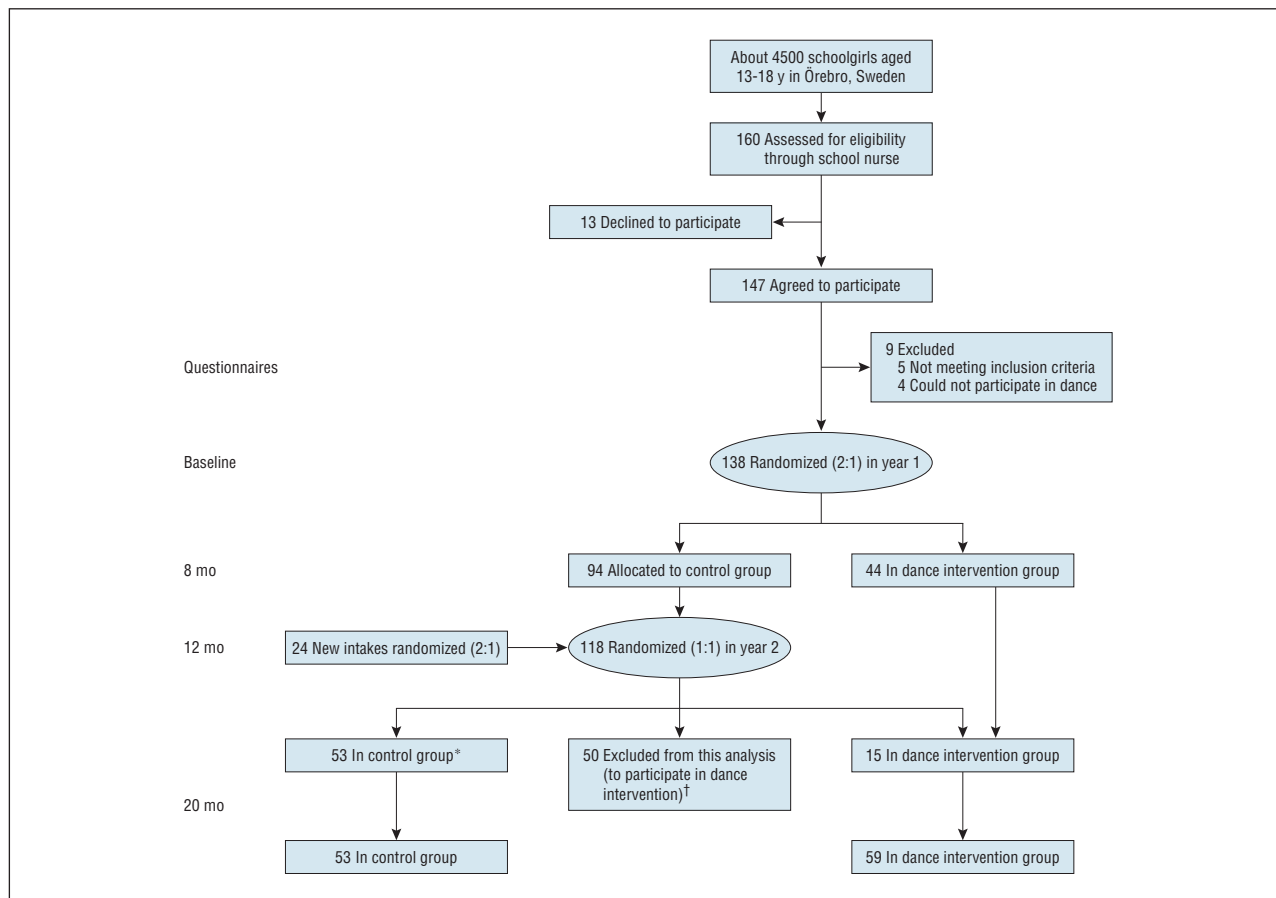 About 4500 schoolgirls aged
13-18 y in Örebro, Sweden
160 Assessed for eligibility
through school nurse
13 Declined to participate
147 Agreed to participate
Questionnaires
9 Excluded
5 Not meeting inclusion criteria
4 Could not participate in dance
Baseline
138 Randomized (2:1) in year 1
8 mo
94 Allocated to control group
44 In dance intervention group
12 mo
24 New intakes randomized (2:1)
118 Randomized (1:1) in year 2
53 In control group*
50 Excluded from this analysis
(to participate in dance
intervention)†
15 In dance intervention group
20 mo
53 In control group
59 In dance intervention group